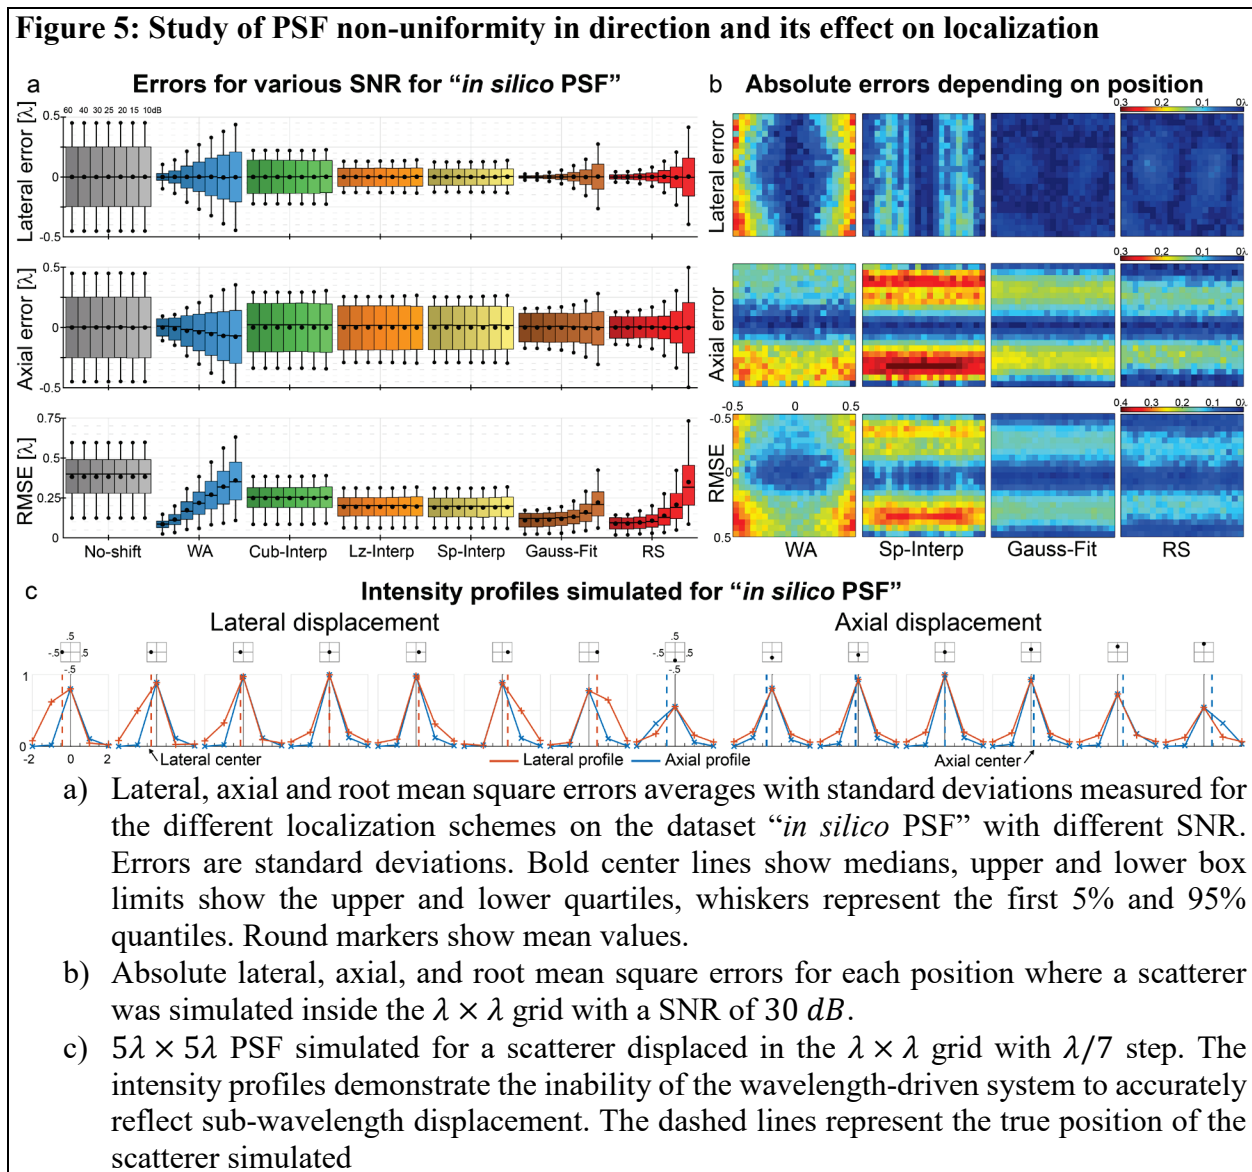 Figure 5: Study of PSF non-uniformity in direction and its effect on localization
a Errors for various SNR for “in silico PSF”
60 40 30 25 20 15 10dB
Lateral error [λ]
0.5
0
-0.5
Axial error [λ]
0.5
0
-0.5
RMSE [λ]
0.75
0.5
0.25
0
No-shift WA Cub-Interp Lz-Interp Sp-Interp Gauss-Fit RS
b Absolute errors depending on position
0.3 0.2 0.1 0λ
Lateral error
0.3 0.2 0.1 0λ
Axial error
-0.5 0 0.5
0.4 0.2 0.1 0λ
-0.5
0
0.5
RMSE
WA Sp-Interp Gauss-Fit RS
c Intensity profiles simulated for “in silico PSF”
Lateral displacement Axial displacement
.5
-.5 .5
-.5
.5
-.5 .5
-.5
1
0
-2 0 2
Lateral center
Lateral profile Axial profile
Axial center
a) Lateral, axial and root mean square errors averages with standard deviations measured for
the different localization schemes on the dataset “in silico PSF” with different SNR.
Errors are standard deviations. Bold center lines show medians, upper and lower box
limits show the upper and lower quartiles, whiskers represent the first 5% and 95%
quantiles. Round markers show mean values.
b) Absolute lateral, axial, and root mean square errors for each position where a scatterer
was simulated inside the λ × λ grid with a SNR of 30 dB.
c) 5λ × 5λ PSF simulated for a scatterer displaced in the λ × λ grid with λ/7 step. The
intensity profiles demonstrate the inability of the wavelength-driven system to accurately
reflect sub-wavelength displacement. The dashed lines represent the true position of the
scatterer simulated